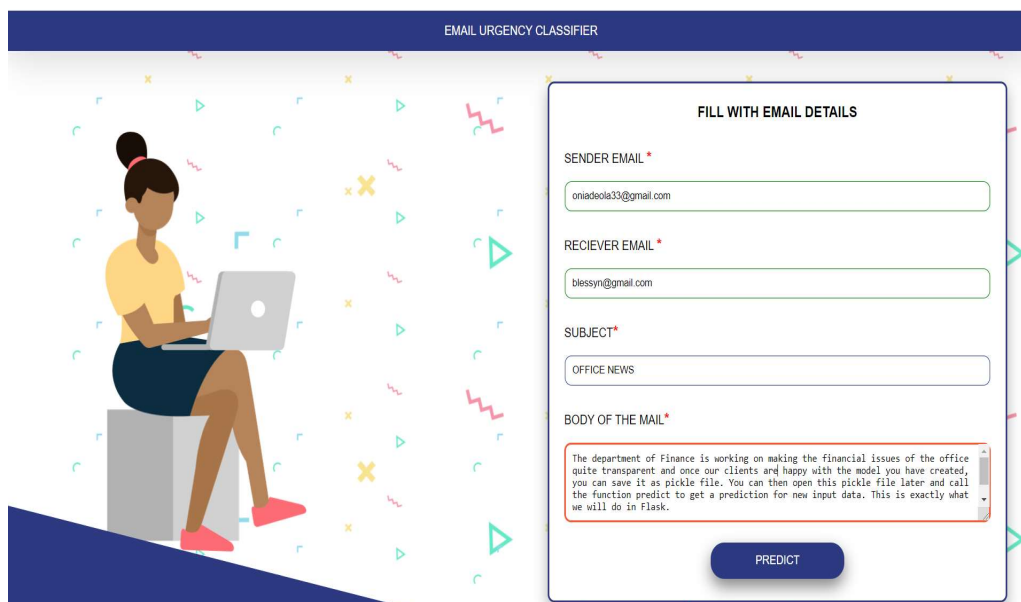 EMAIL URGENCY CLASSIFIER
FILL WITH EMAIL DETAILS
SENDER EMAIL *
oniadeola33@gmail.com
RECIEVER EMAIL *
blessyn@gmail.com
SUBJECT*
OFFICE NEWS
BODY OF THE MAIL*
The department of Finance is working on making the financial issues of the office
quite transparent and once our clients are happy with the model you have created,
you can save it as pickle file. You can then open this pickle file later and call
the function predict to get a prediction for new input data. This is exactly what
we will do in Flask.
PREDICT